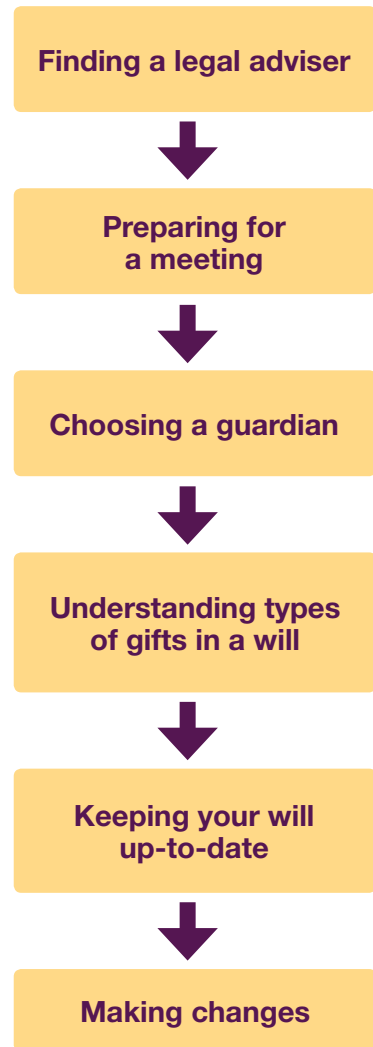 Finding a legal adviser
Preparing for
a meeting
Choosing a guardian
Understanding types
of gifts in a will
Keeping your will
up-to-date
Making changes